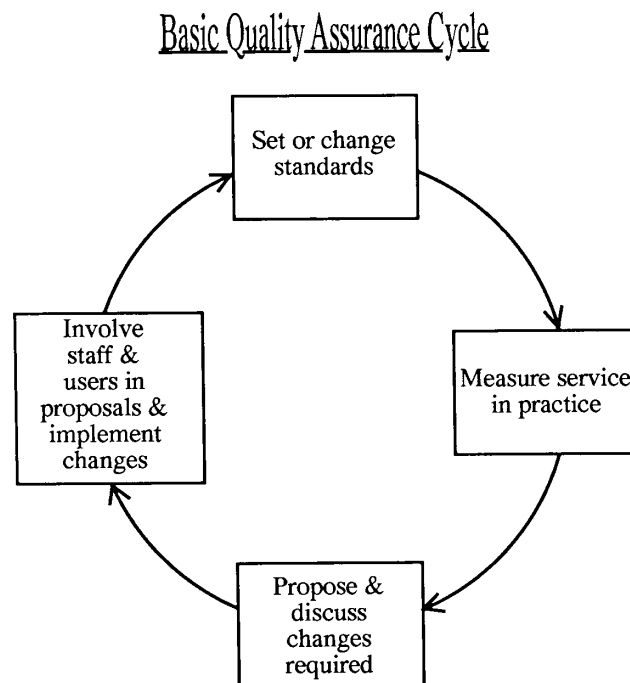 Basic Quality Assurance Cycle
Set or change
standards
Measure service
in practice
Propose &
discuss
changes
required
Involve
staff &
users in
proposals &
implement
changes